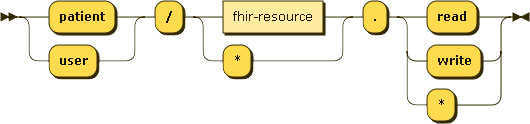 patient / fhir-resource . read
user * write
*